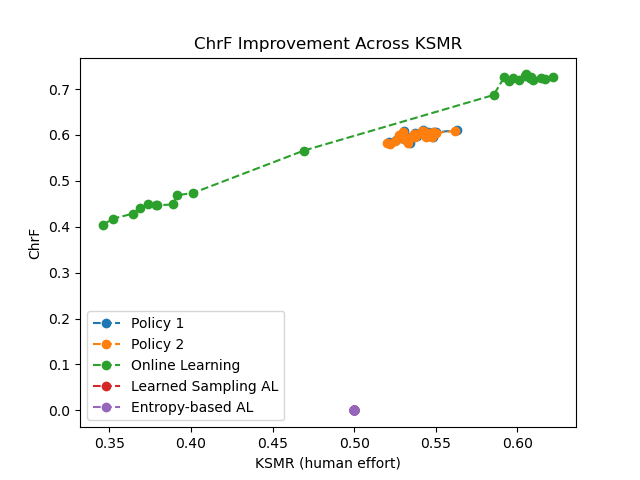 ChrF Improvement Across KSMR
0.7
0.6
0.5
0.4
0.3
0.2
0.1
0.0
ChrF
Policy 1
Policy 2
Online Learning
Learned Sampling AL
Entropy-based AL
0.35 0.40 0.45 0.50 0.55 0.60
KSMR (human effort)